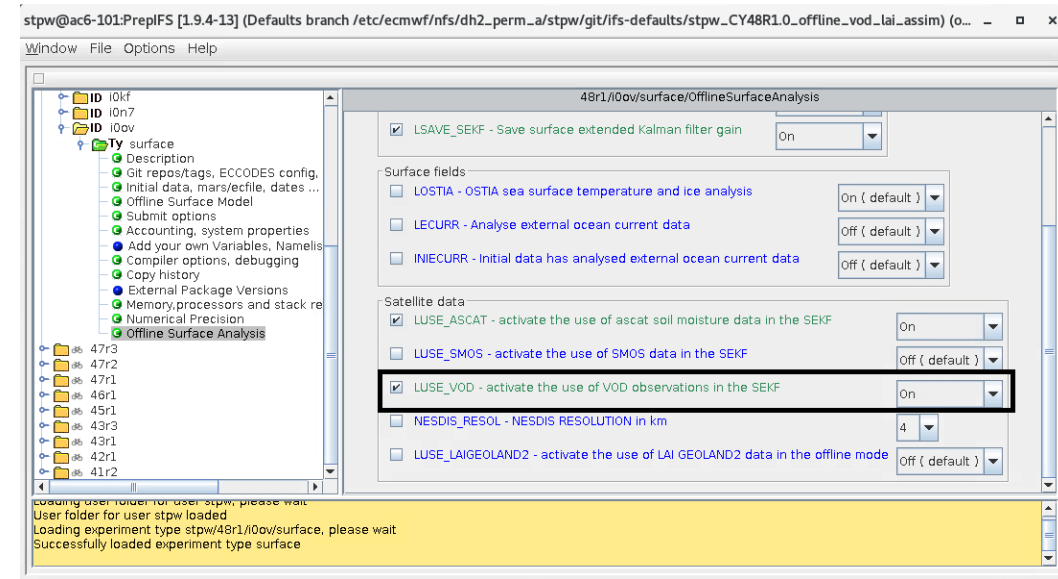 stpw@ac6-101:PrepIFS [1.9.4-13] (Defaults branch /etc/ecmwf/nfs/dh2_perm_a/stpw/git/ifs-defaults/stpw_CY48R1.0_offline_vod_lai_assim) (o...
Window File Options Help
ID i0kf
ID i0n7
ID i0ov
Ty surface
Description
Git repos/tags, ECCODES config,
Initial data, mars/ecfile, dates ...
Offline Surface Model
Submit options
Accounting, system properties
Add your own Variables, Namelis
Compiler options, debugging
Copy history
External Package Versions
Memory,processors and stack re
Numerical Precision
Offline Surface Analysis
47r3
47r2
47r1
46r1
45r1
43r3
43r1
42r1
41r2
48r1/i0ov/surface/OfflineSurfaceAnalysis
LSAVE_SEKF - Save surface extended Kalman filter gain On
Surface fields
LOSTIA - OSTIA sea surface temperature and ice analysis On ( default )
LECURR - Analyse external ocean current data Off ( default )
INIECURR - Initial data has analysed external ocean current data Off ( default )
Satellite data
LUSE_ASCAT - activate the use of ascat soil moisture data in the SEKF On
LUSE_SMOS - activate the use of SMOS data in the SEKF Off ( default )
LUSE_VOD - activate the use of VOD observations in the SEKF On
NESDIS_RESOL - NESDIS RESOLUTION in km 4
LUSE_LAIGEOLAND2 - activate the use of LAI GEOLAND2 data in the offline mode Off ( default )
Loading user folder for user stpw, please wait
User folder for user stpw loaded
Loading experiment type stpw/48r1/i0ov/surface, please wait
Successfully loaded experiment type surface